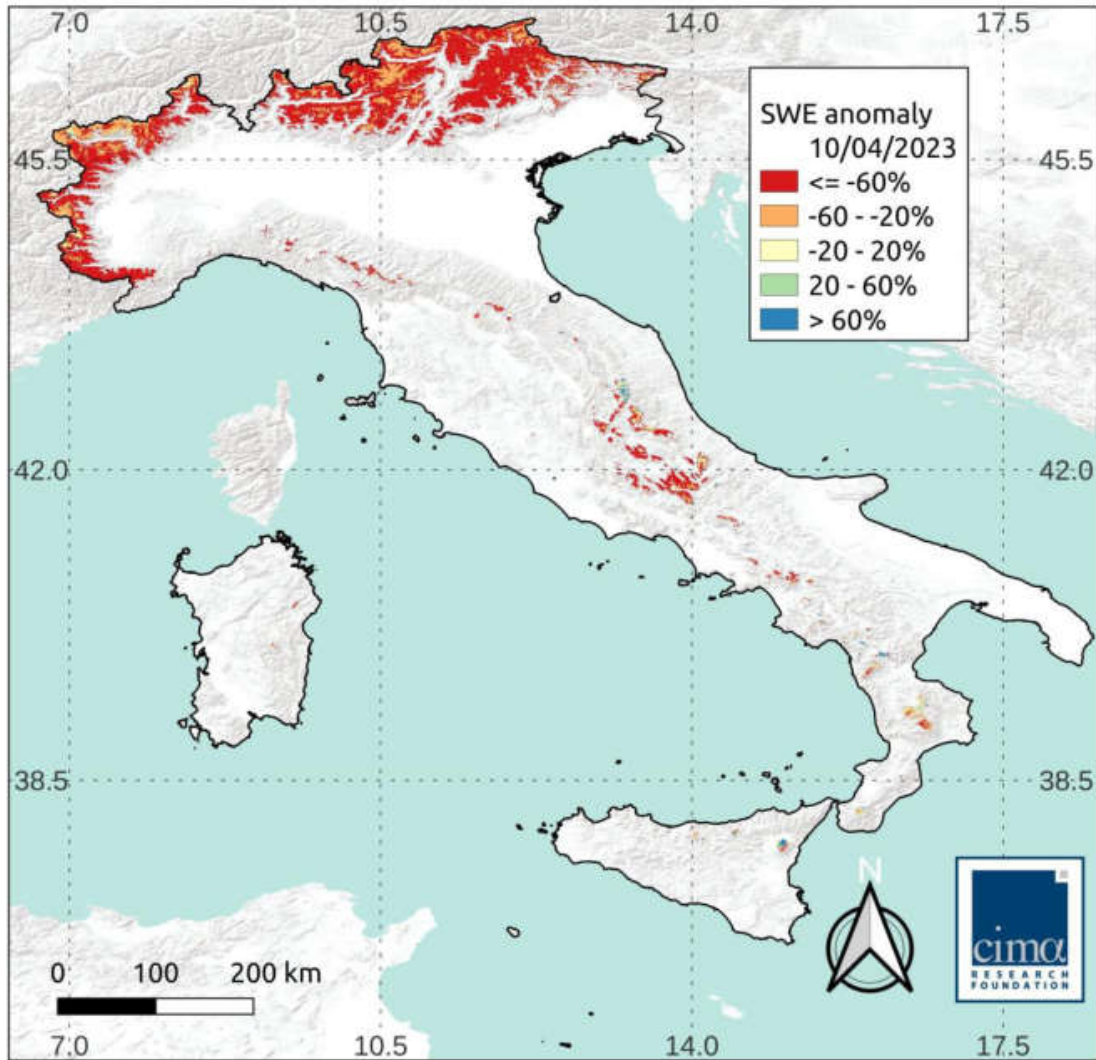 7.0 10.5 14.0 17.5
SWE anomaly
10/04/2023
<= -60%
-60 - -20%
-20 - 20%
20 - 60%
> 60%
45.5 45.5
42.0 42.0
38.5 38.5
N
0 100 200 km
cima
RESEARCH
FOUNDATION
7.0 10.5 14.0 17.5